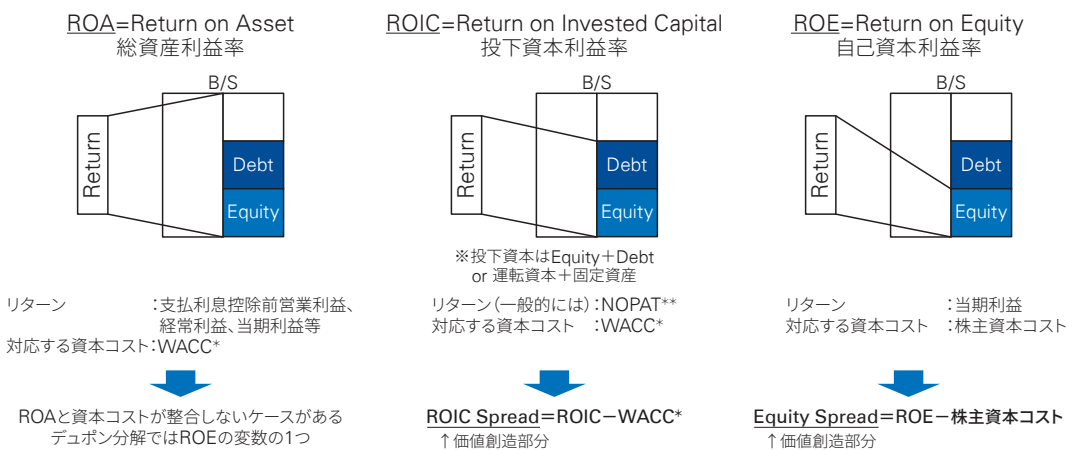 ROA=Return on Asset
総資産利益率
B/S
Return
Debt
Equity
リターン　　　　：支払利息控除前営業利益、
経常利益、当期利益等
対応する資本コスト：WACC*
ROAと資本コストが整合しないケースがある
デュポン分解ではROEの変数の1つ
ROIC=Return on Invested Capital
投下資本利益率
B/S
Return
Debt
Equity
※投下資本はEquity＋Debt
or 運転資本＋固定資産
リターン（一般的には）：NOPAT**
対応する資本コスト　：WACC*
ROIC Spread＝ROIC－WACC*
↑価値創造部分
ROE=Return on Equity
自己資本利益率
B/S
Return
Debt
Equity
リターン　　　　：当期利益
対応する資本コスト　：株主資本コスト
Equity Spread＝ROE－株主資本コスト
↑価値創造部分